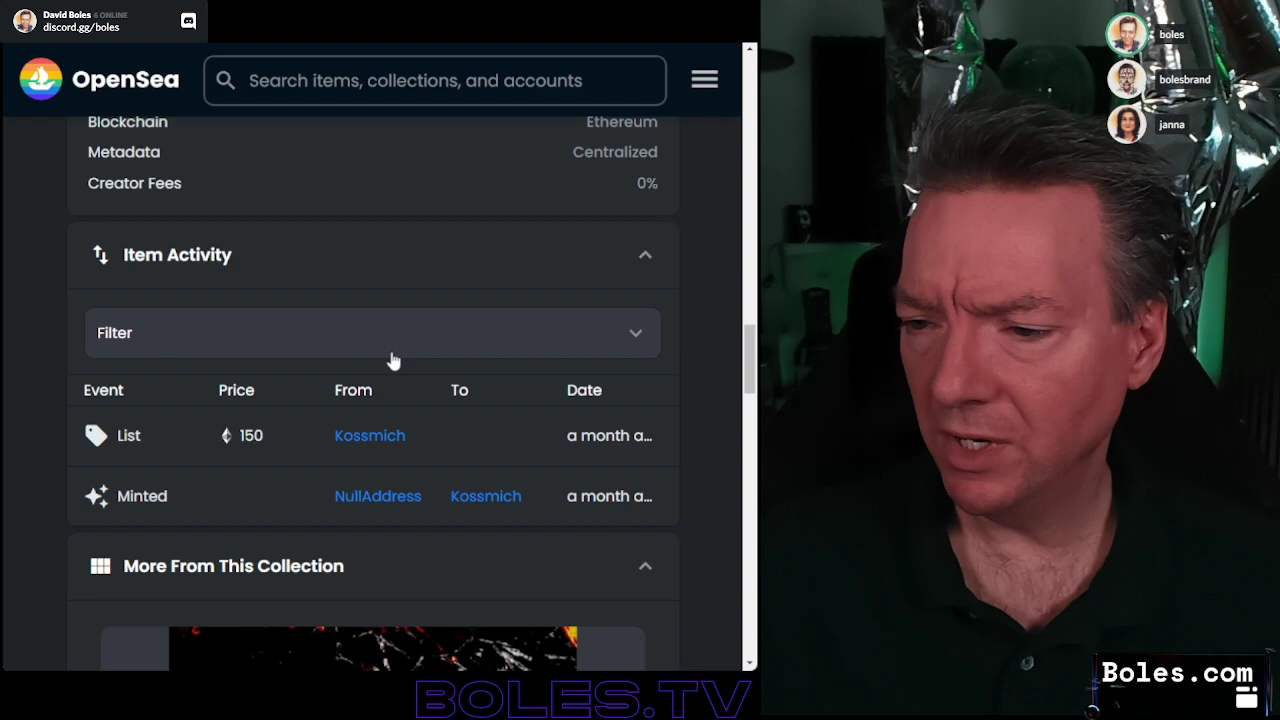 David Boles 6 ONLINE
discord.gg/boles
OpenSea
Search items, collections, and accounts
Blockchain Ethereum
Metadata Centralized
Creator Fees 0%
Item Activity
Filter
Event Price From To Date
List 150 Kossmich a month a...
Minted NullAddress Kossmich a month a...
More From This Collection
boles
bolesbrand
janna
Boles.com
BOLES.TV